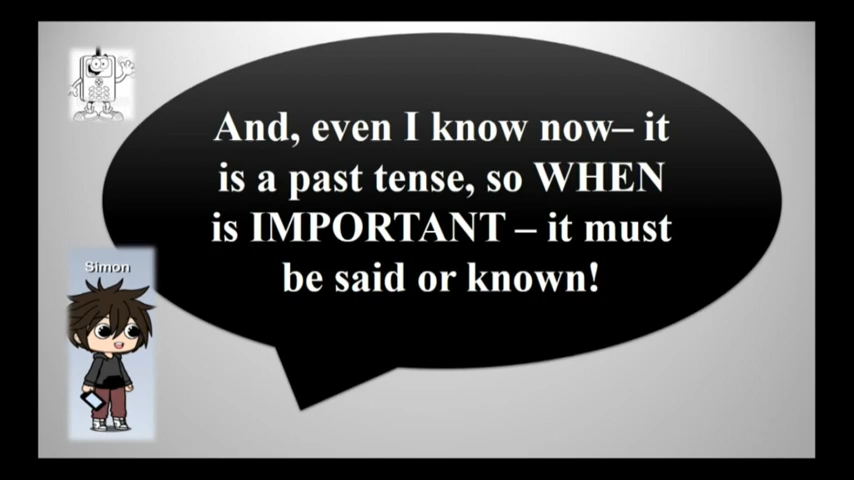 And, even I know now– it
is a past tense, so WHEN
is IMPORTANT – it must
be said or known!
Simon